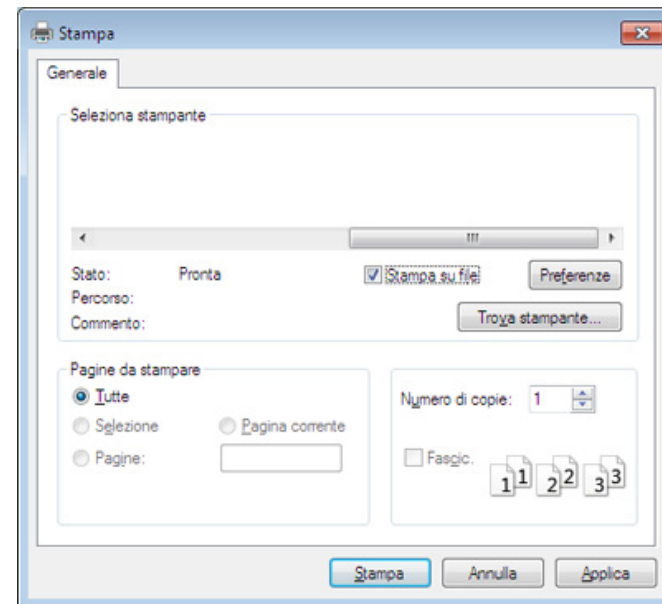 Stampa
Generale
Seleziona stampante
Stato: Pronta
Stampa su file
Preferenze
Percorso:
Commento:
Trova stampante...
Pagine da stampare
Tutte
Selezione
Pagina corrente
Pagine:
Numero di copie: 1
Fascic.
1 1 2 2 3 3
Stampa
Annulla
Applica